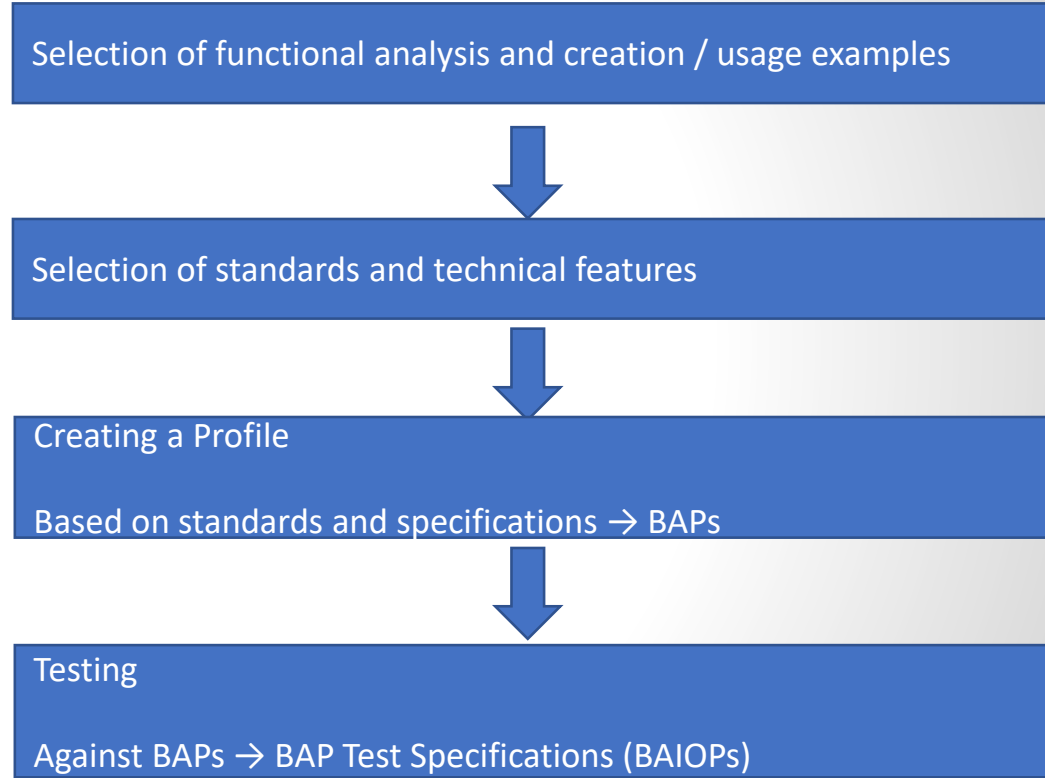 Selection of functional analysis and creation / usage examples
Selection of standards and technical features
Creating a Profile
Based on standards and specifications → BAPs
Testing
Against BAPs → BAP Test Specifications (BAIOPs)